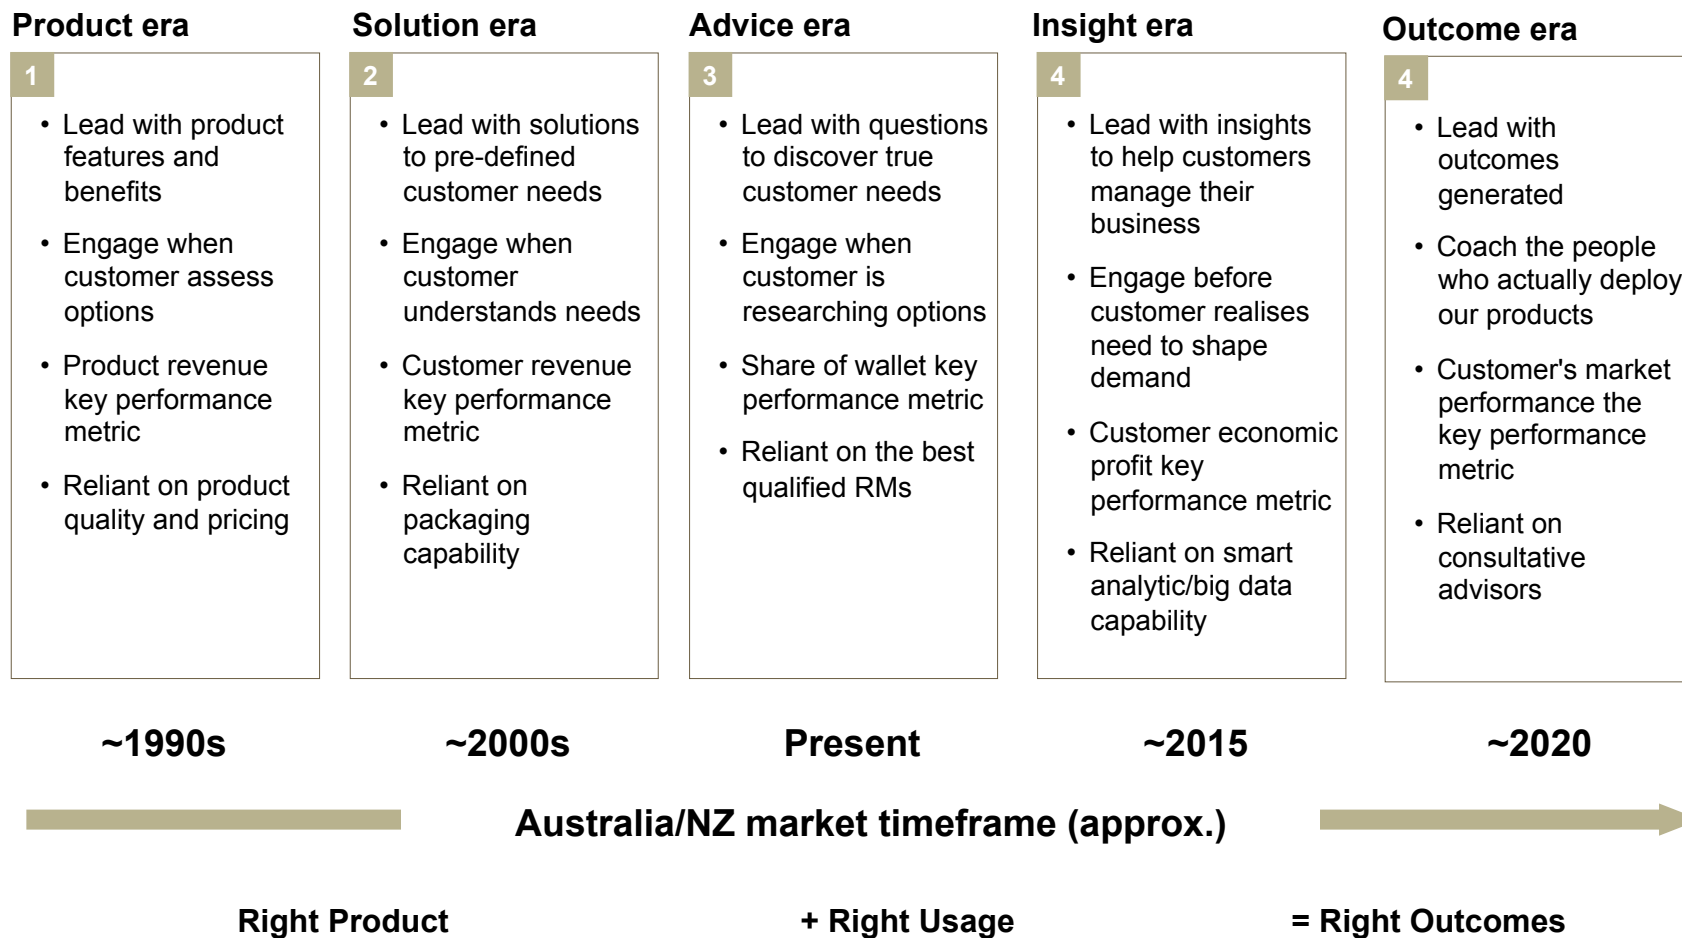 Product era
1
• Lead with product
features and
benefits
• Engage when
customer assess
options
• Product revenue
key performance
metric
• Reliant on product
quality and pricing
Solution era
2
• Lead with solutions
to pre-defined
customer needs
• Engage when
customer
understands needs
• Customer revenue
key performance
metric
• Reliant on
packaging
capability
Advice era
3
• Lead with questions
to discover true
customer needs
• Engage when
customer is
researching options
• Share of wallet key
performance metric
• Reliant on the best
qualified RMs
Insight era
4
• Lead with insights
to help customers
manage their
business
• Engage before
customer realises
need to shape
demand
• Customer economic
profit key
performance metric
• Reliant on smart
analytic/big data
capability
Outcome era
4
• Lead with
outcomes
generated
• Coach the people
who actually deploy
our products
• Customer's market
performance the
key performance
metric
• Reliant on
consultative
advisors
~1990s
~2000s
Present
~2015
~2020
Australia/NZ market timeframe (approx.)
Right Product
+ Right Usage
= Right Outcomes